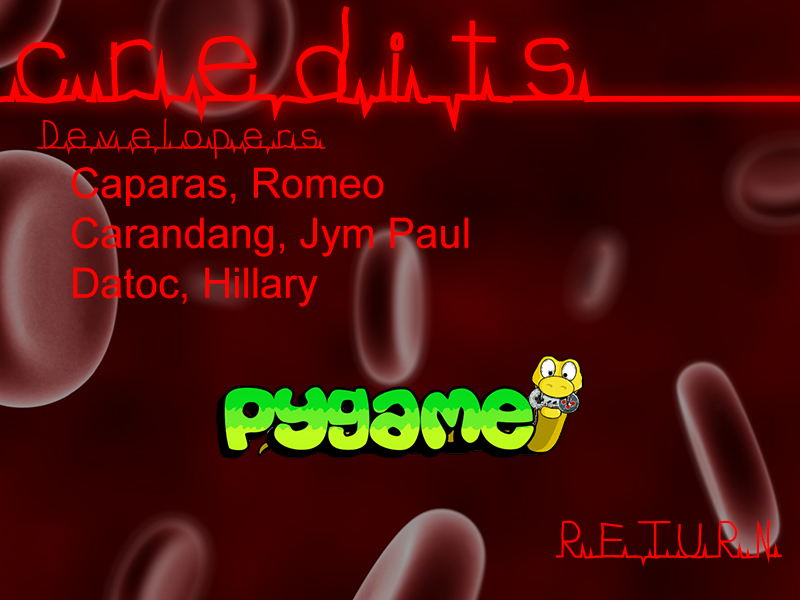 credits
Developers
Caparas, Romeo
Carandang, Jym Paul
Datoc, Hillary
pygame
RETURN